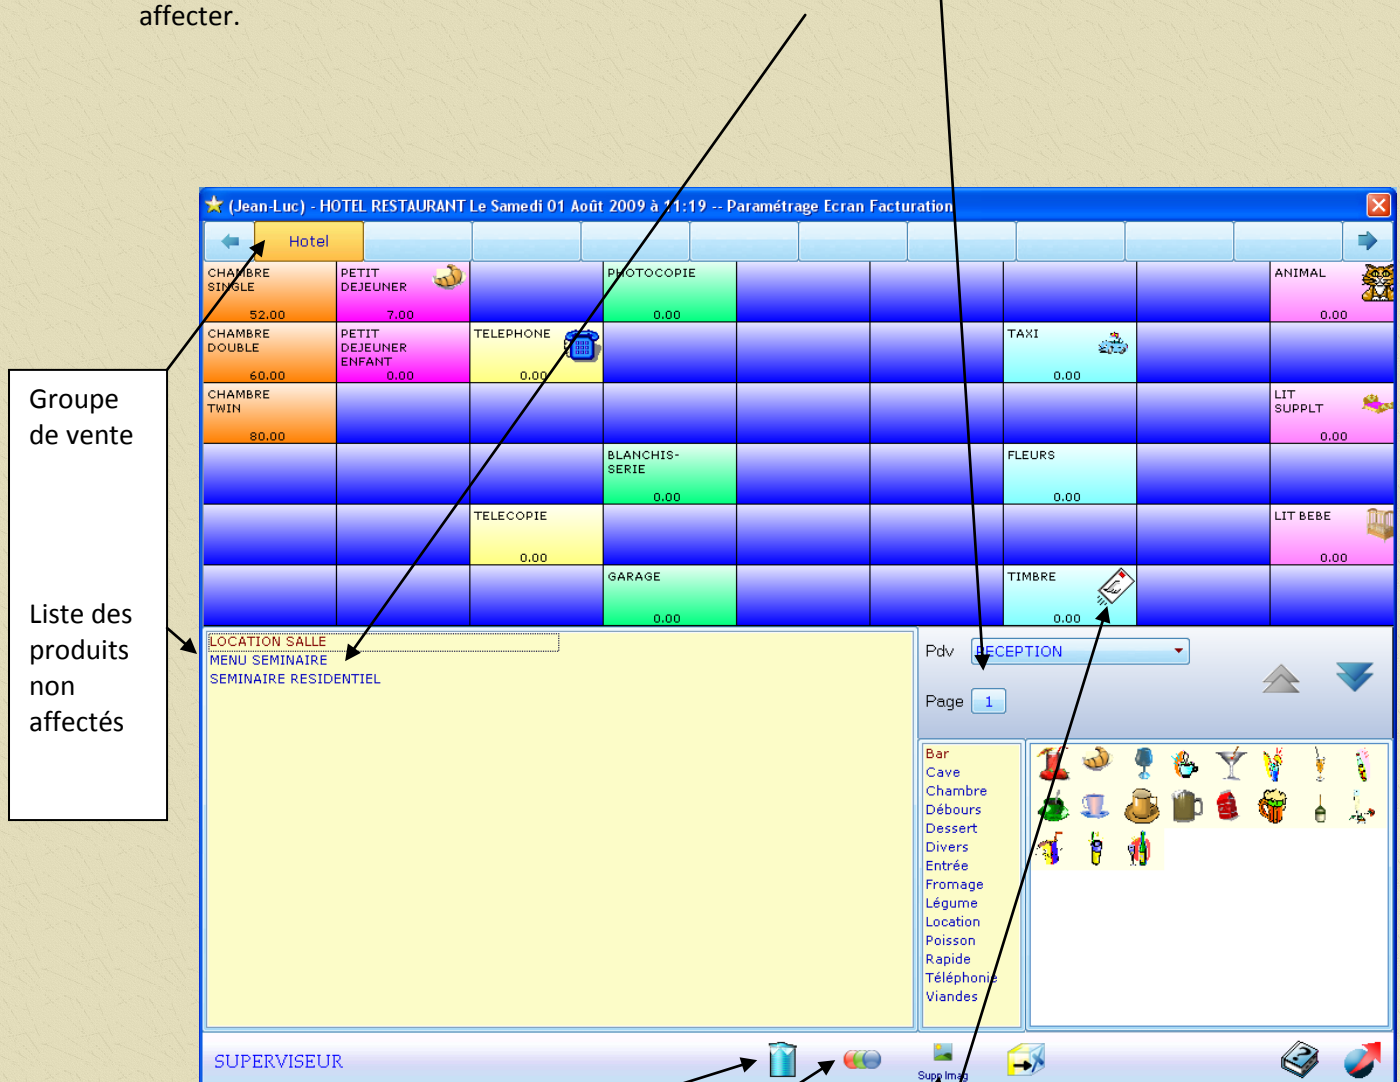 affecter.
(Jean-Luc) - HOTEL RESTAURANT Le Samedi 01 Août 2009 à 11:19 -- Paramétrage Ecran Facturation
Hotel
CHAMBRE
SINGLE
52.00
PETIT
DEJEUNER
7.00
PHOTOCOPIE
0.00
ANIMAL
0.00
CHAMBRE
DOUBLE
60.00
PETIT
DEJEUNER
ENFANT
0.00
TELEPHONE
0.00
TAXI
0.00
CHAMBRE
TWIN
80.00
LIT
SUPPLT
0.00
BLANCHIS-
SERIE
0.00
FLEURS
0.00
TELECOPIE
0.00
LIT BEBE
0.00
GARAGE
0.00
TIMBRE
0.00
Groupe
de vente
Liste des
produits
non
affectés
LOCATION SALLE
MENU SEMINAIRE
SEMINAIRE RESIDENTIEL
Pdv RECEPTION
Page 1
Bar
Cave
Chambre
Débours
Dessert
Divers
Entrée
Fromage
Légume
Location
Poisson
Rapide
Téléphonie
Viandes
SUPERVISEUR
Supp Imag